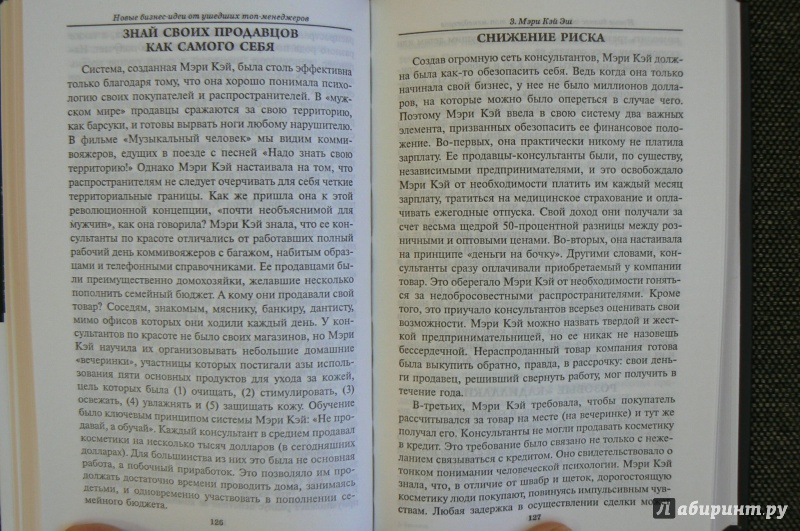 Новые бизнес-идеи от ушедших топ-менеджеров
ЗНАЙ СВОИХ ПРОДАВЦОВ
КАК САМОГО СЕБЯ
Система, созданная Мэри Кэй, была столь эффективна
только благодаря тому, что она хорошо понимала психо-
логию своих покупателей и распространителей. В «муж-
ском мире» продавцы сражаются за свою территорию,
как барсуки, и готовы вырвать ноги любому нарушителю.
В фильме «Музыкальный человек» мы видим комми-
вояжеров, едущих в поезде с песней «Надо знать свою
территорию!» Однако Мэри Кэй настаивала на том, что
распространителям не следует очерчивать для себя четкие
территориальные границы. Как же пришла она к этой
революционной концепции, «почти необъяснимой для
мужчин», как она говорила? Мэри Кэй знала, что ее кон-
сультанты по красоте отличались от работавших полный
рабочий день коммивояжеров с багажом, набитым образ-
цами и телефонными справочниками. Ее продавцами бы-
ли преимущественно домохозяйки, желавшие несколько
пополнить семейный бюджет. А кому они продавали свой
товар? Соседям, знакомым, мяснику, банкиру, дантисту,
мимо офисов которых они ходили каждый день. У кон-
сультантов по красоте не было своих магазинов, но Мэри
Кэй научила их организовывать небольшие домашние
«вечеринки», участницы которых постигали азы исполь-
зования пяти основных продуктов для ухода за кожей,
цель которых была (1) очищать, (2) стимулировать, (3)
освежать, (4) увлажнять и (5) защищать кожу. Обучение
было ключевым принципом системы Мэри Кэй: «Не про-
давай, а обучай». Каждый консультант в среднем продавал
косметики на несколько тысяч долларов (в сегодняшних
долларах). Для большинства из них это была не основная
работа, а побочный приработок. Это позволяло им про-
должать достаточно времени проводить дома, занимаясь
детьми, и одновременно участвовать в пополнении се-
мейного бюджета.
126
3. Мэри Кэй Эш
СНИЖЕНИЕ РИСКА
Создав огромную сеть консультантов, Мэри Кэй долж-
на была как-то обезопасить себя. Ведь когда она только
начинала свой бизнес, у нее не было миллионов долла-
ров, на которые можно было опереться в случае чего.
Поэтому Мэри Кэй ввела в свою систему два важных
элемента, призванных обезопасить ее финансовое поло-
жение. Во-первых, она практически никому не платила
зарплату. Ее продавцы-консультанты были, по существу,
независимыми предпринимателями, и это освобождало
Мэри Кэй от необходимости платить им каждый месяц
зарплату, тратиться на медицинское страхование и опла-
чивать ежегодные отпуска. Свой доход они получали за
счет весьма щедрой 50-процентной разницы между роз-
ничными и оптовыми ценами. Во-вторых, она настаивала
на принципе «деньги на бочку». Другими словами, кон-
сультанты сразу оплачивали приобретаемый у компании
товар. Это оберегало Мэри Кэй от необходимости гонять-
ся за недобросовестными распространителями. Кроме
того, это приучало консультантов всерьез оценивать свои
возможности. Мэри Кэй можно назвать твердой и жест-
кой предпринимательницей, но ее никак не назовешь
бессердечной. Нераспроданный товар компания готова
была выкупить обратно, правда, в рассрочку: свои день-
ги продавец, решивший свернуть работу, мог получить в
течение года.
В-третьих, Мэри Кэй требовала, чтобы покупатель
рассчитывался за товар на месте (на вечеринке) и тут же
получал его. Консультанты не могли продавать косметику
в кредит. Это требование было связано не только с неже-
ланием связываться с кредитом. Оно свидетельствовало о
тонком понимании человеческой психологии. Мэри Кэй
знала, что, в отличие от швабр и щеток, дорогостоящую
косметику люди покупают, повинуясь импульсивным чув-
ствам. Любая задержка в осуществлении сделки могла
127
Лабиринт.ру